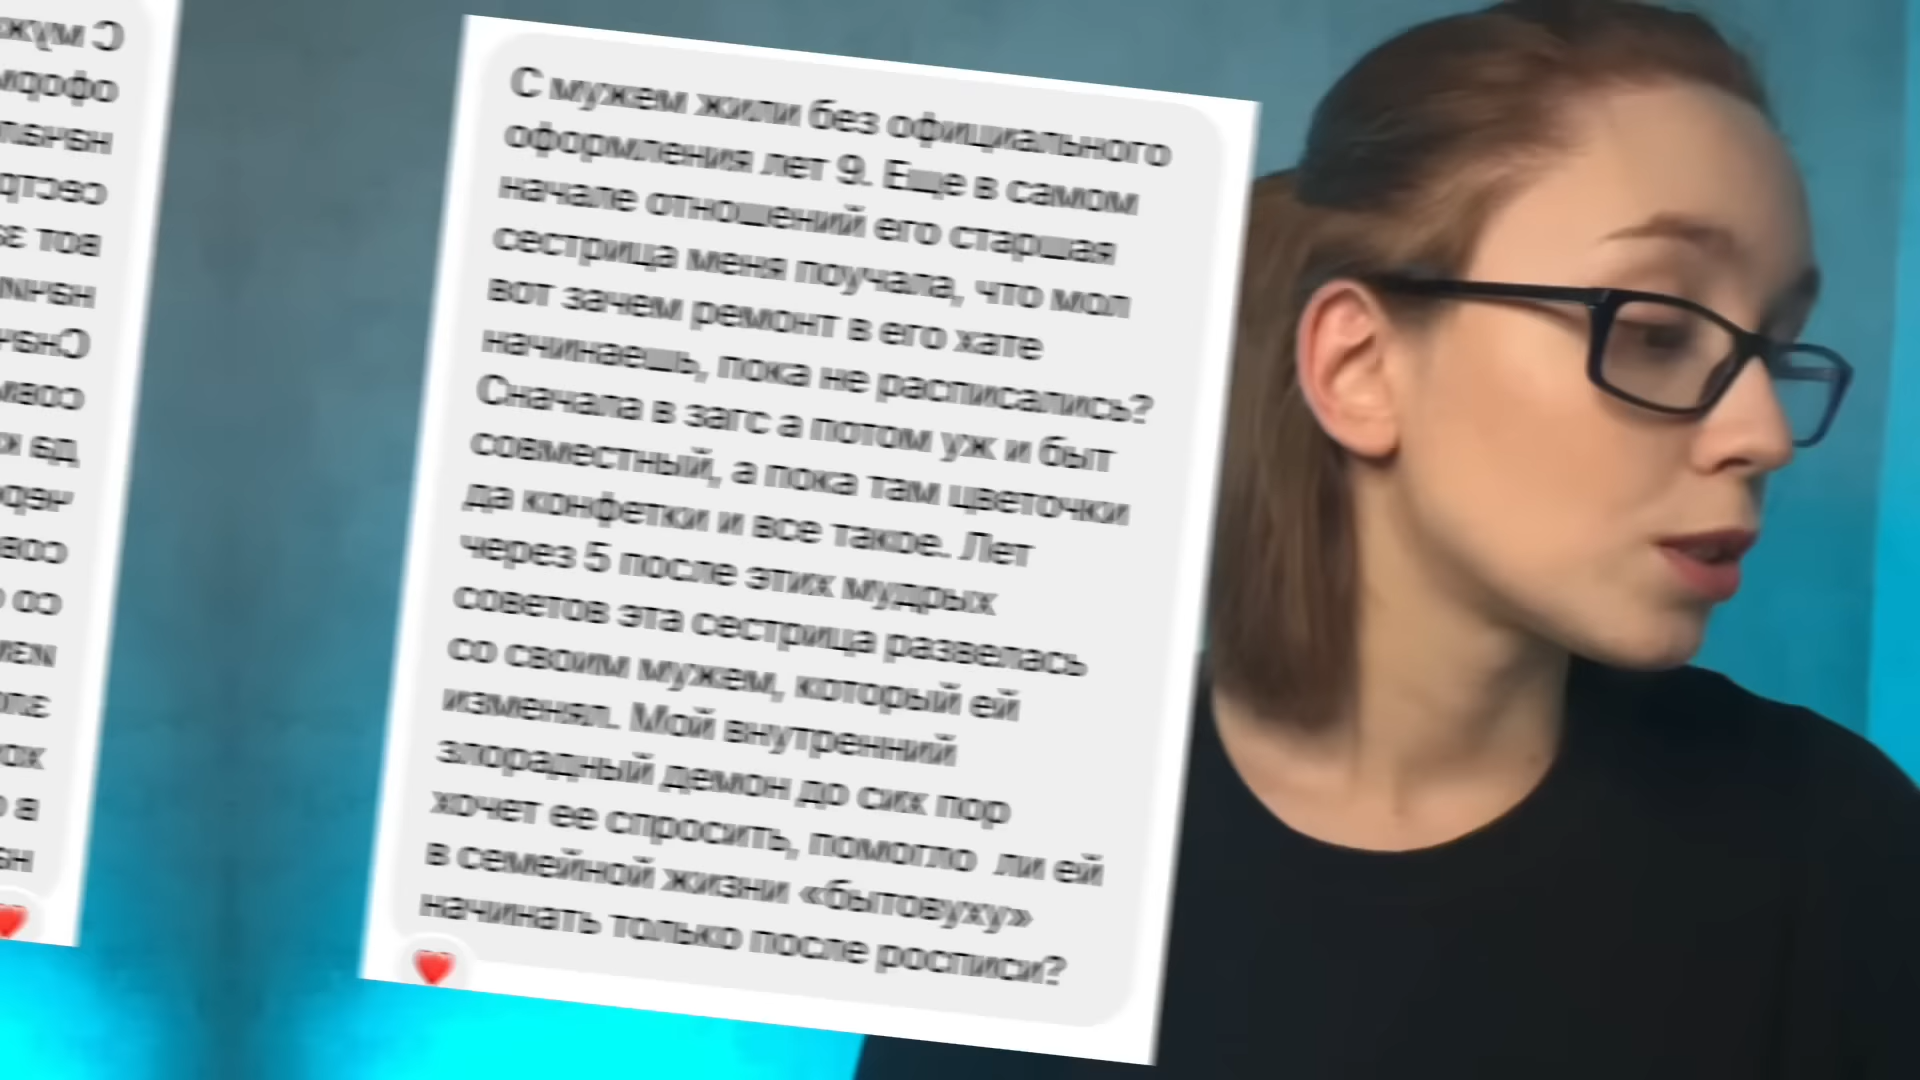 С мужем жили без официального
оформления лет 9. Еще в самом
начале отношений его старшая
сестрица меня поучала, что мол
вот зачем ремонт в его хате
начинаешь, пока не расписались?
Сначала в загс а потом уж и быт
совместный, а пока там цветочки
да конфетки и все такое. Лет
через 5 после этих мудрых
советов эта сестрица развелась
со своим мужем, который ей
изменял. Мой внутренний
злорадный демон до сих пор
хочет ее спросить, помогло ли ей
в семейной жизни «бытовуху»
начинать только после росписи?